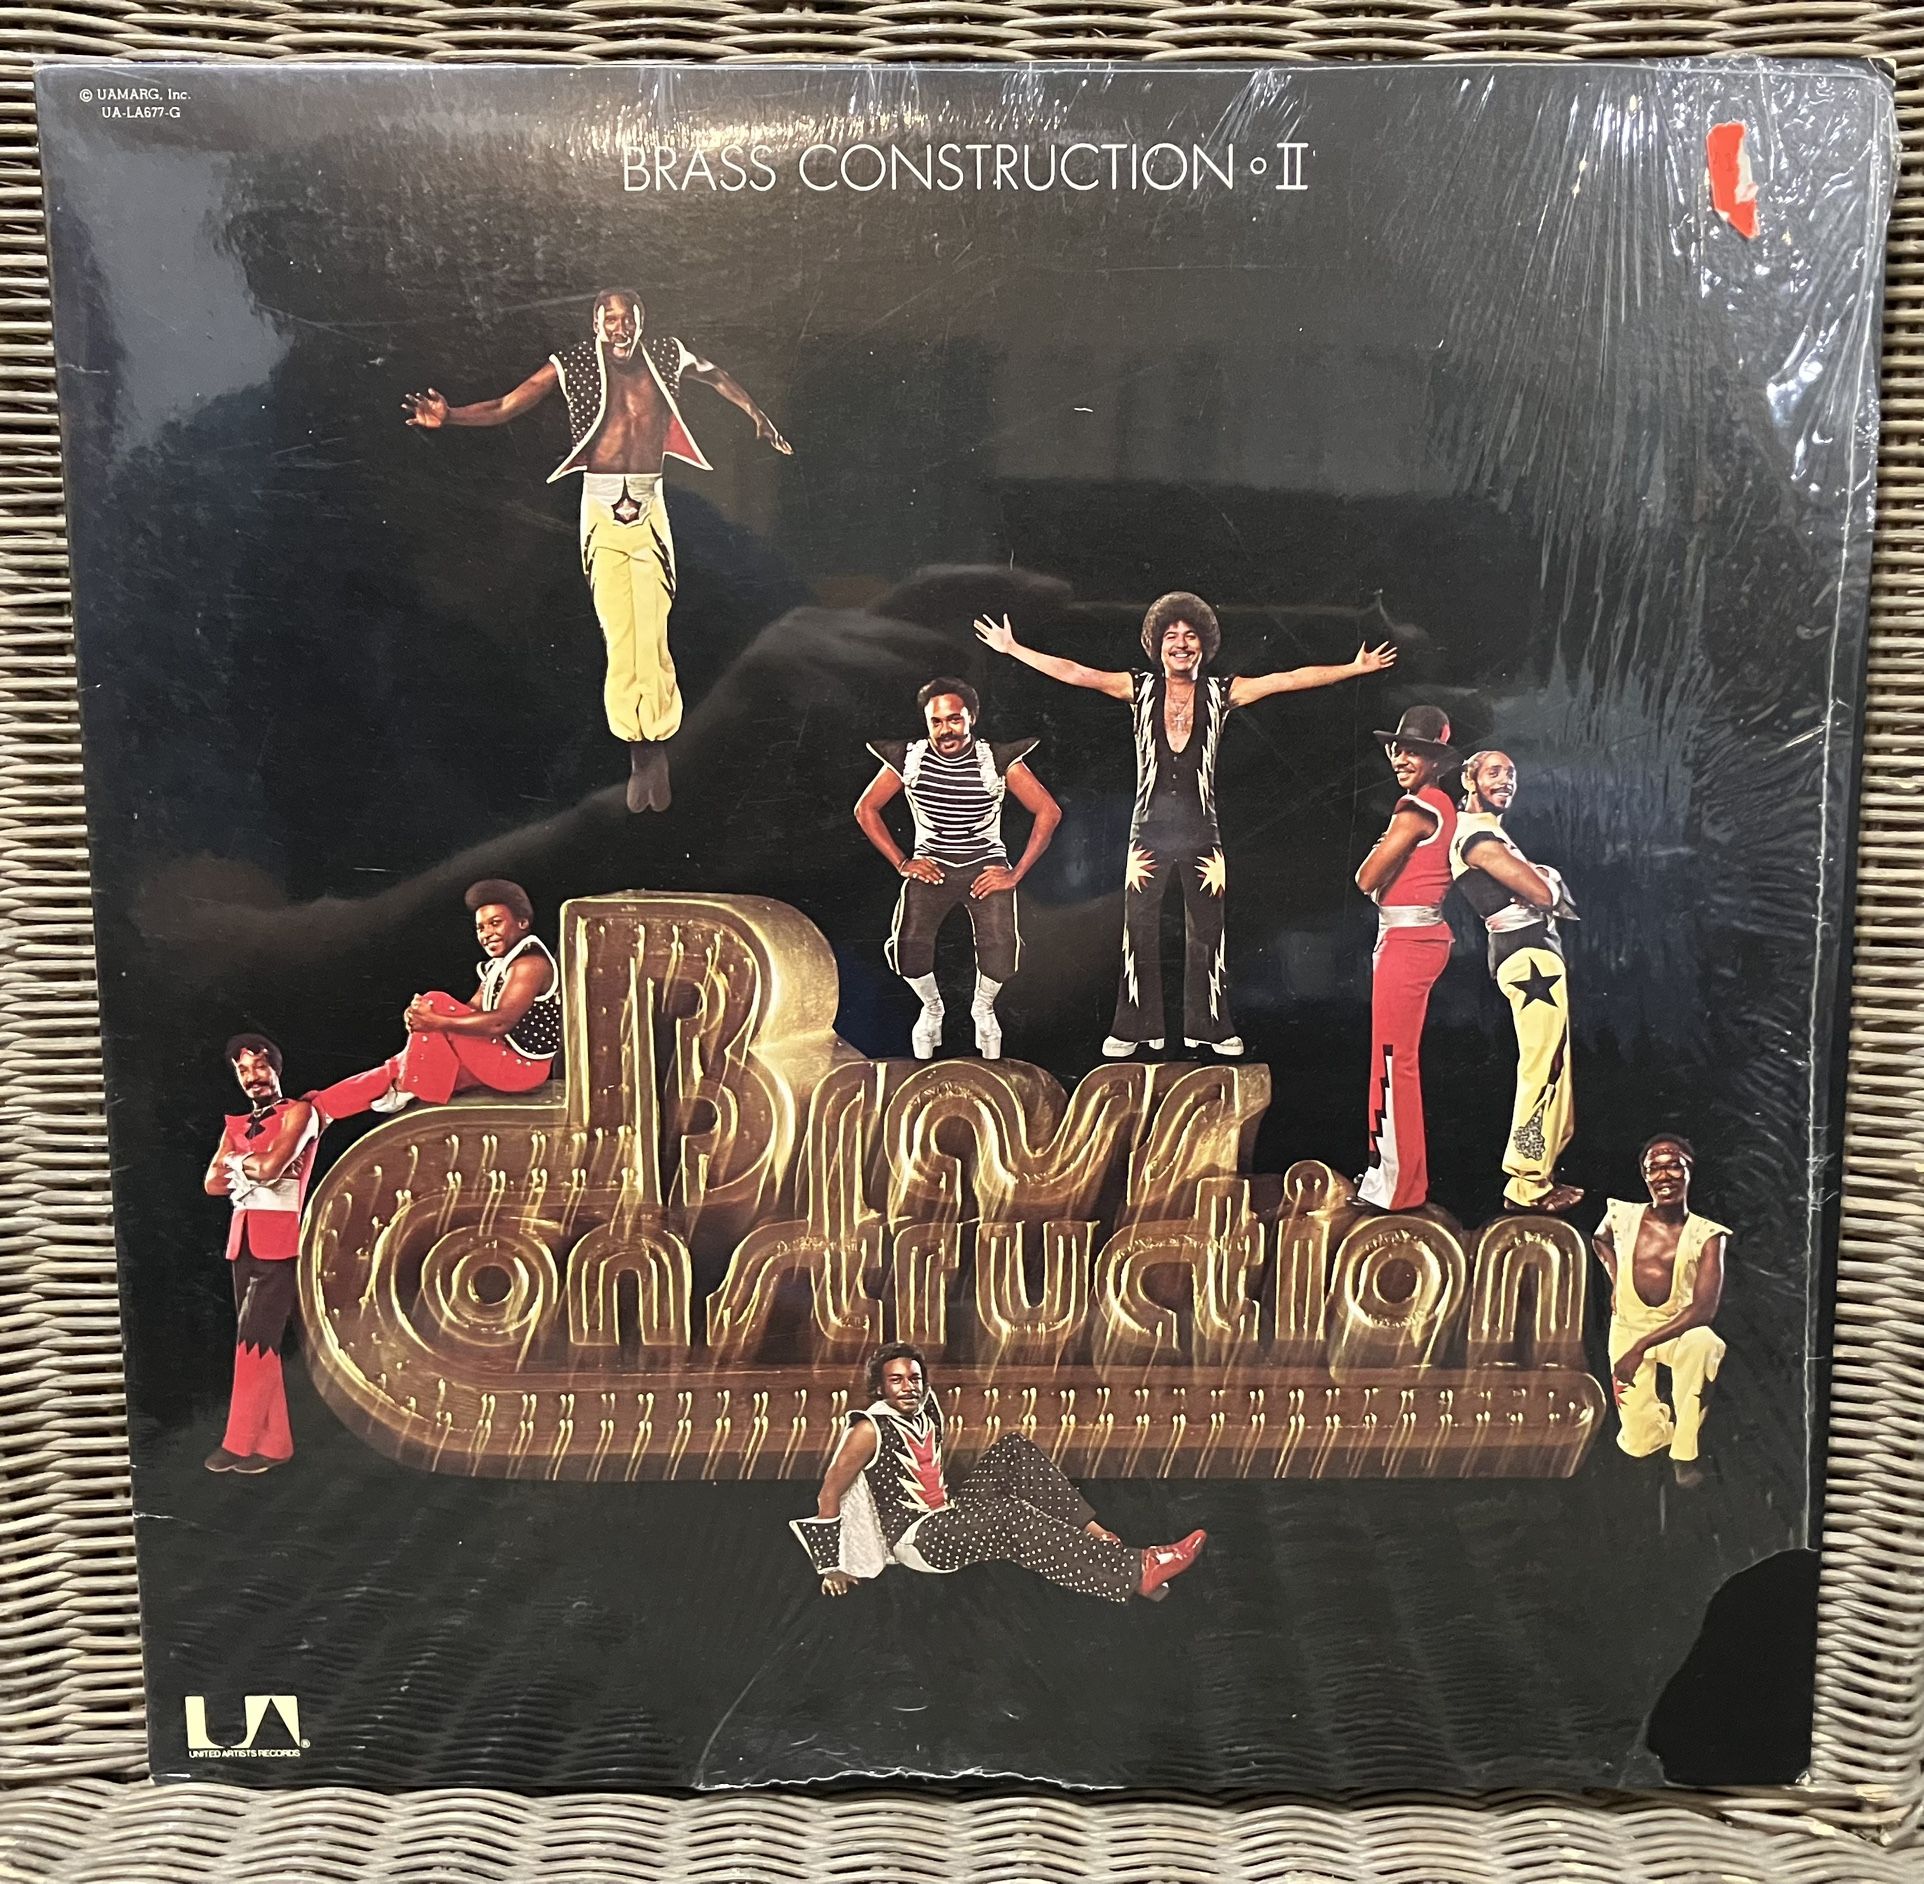 © UAMARG, Inc.
UA-LA677-G
BRASS CONSTRUCTION ∘ II
Brass
Construction
UA®
UNITED ARTISTS RECORDS